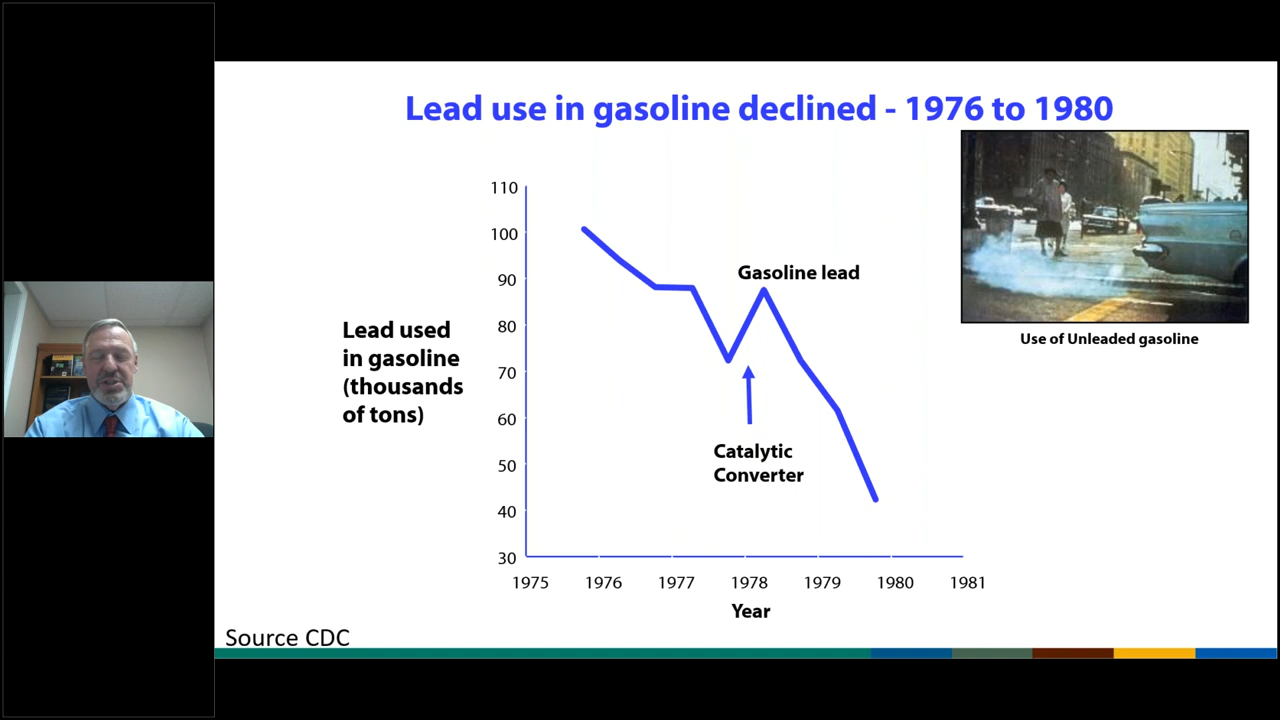 Lead use in gasoline declined - 1976 to 1980
110
100
90
80
70
60
50
40
30
Lead used
in gasoline
(thousands
of tons)
Gasoline lead
Catalytic
Converter
1975 1976 1977 1978 1979 1980 1981
Year
Use of Unleaded gasoline
Source CDC